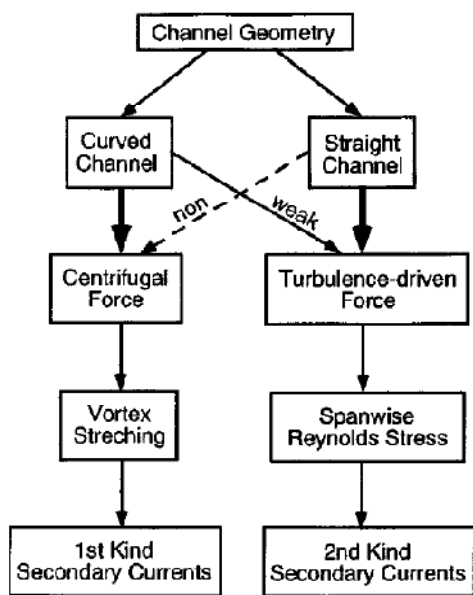 Channel Geometry
Curved
Channel
Straight
Channel
non
weak
Centrifugal
Force
Turbulence-driven
Force
Vortex
Streching
Spanwise
Reynolds Stress
1st Kind
Secondary Currents
2nd Kind
Secondary Currents